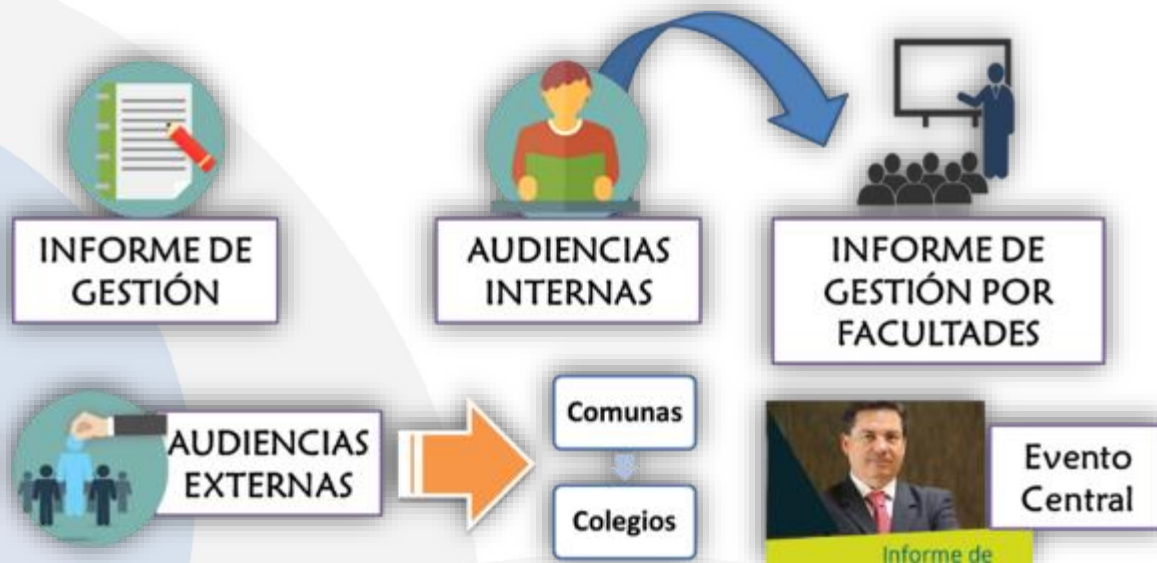 INFORME DE
GESTIÓN
AUDIENCIAS
INTERNAS
INFORME DE
GESTIÓN POR
FACULTADES
AUDIENCIAS
EXTERNAS
Comunas
Colegios
Evento
Central
Informe de